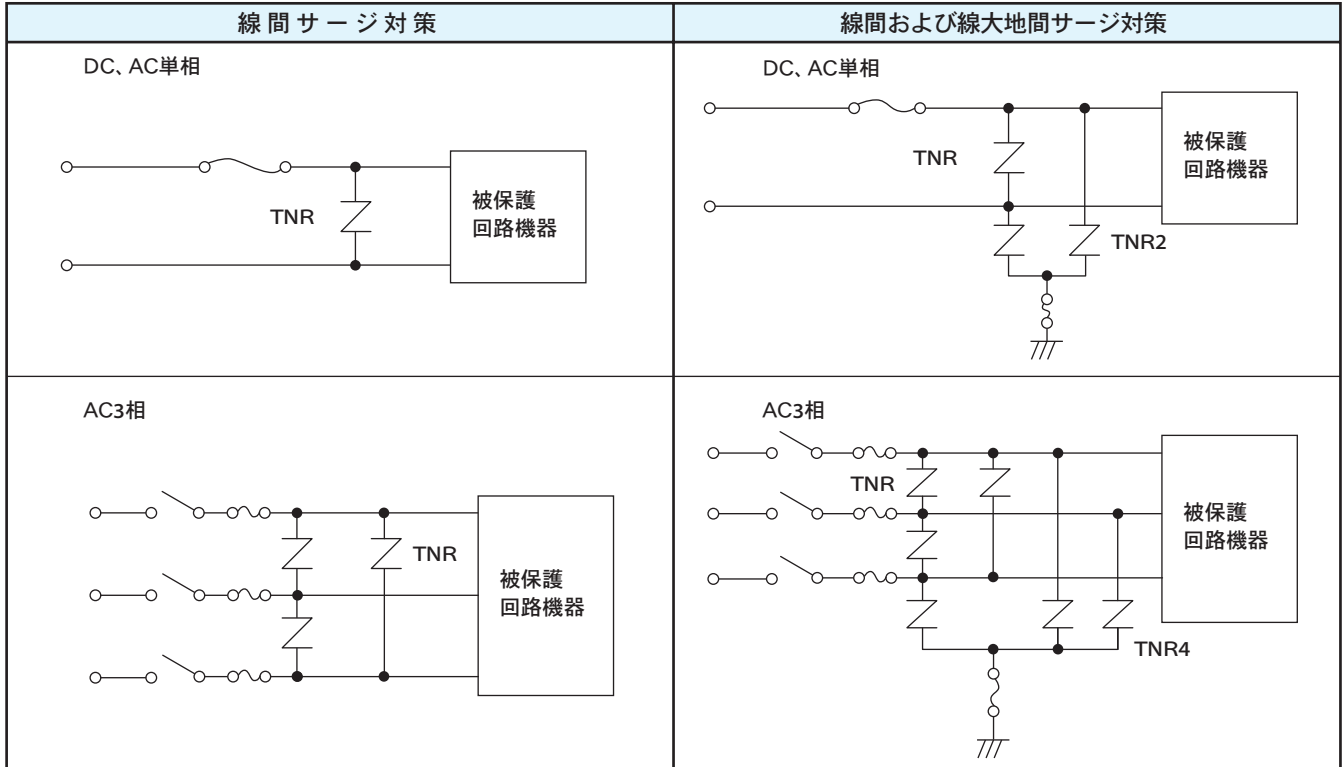 線間サージ対策
線間および線大地間サージ対策
DC、AC単相
TNR
被保護
回路機器
DC、AC単相
TNR
TNR2
被保護
回路機器
AC3相
TNR
被保護
回路機器
AC3相
TNR
TNR4
被保護
回路機器